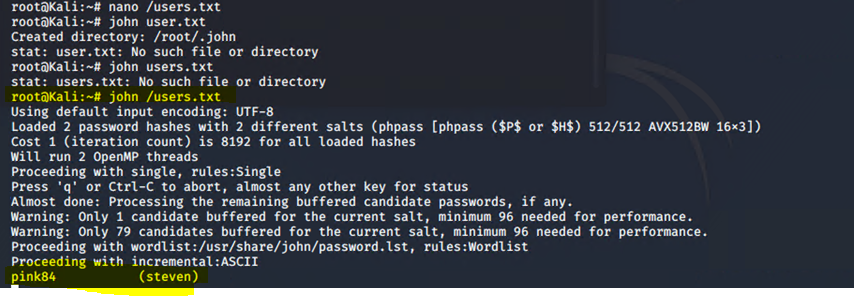 root@Kali:~# nano /users.txt
root@Kali:~# john user.txt
Created directory: /root/.john
stat: user.txt: No such file or directory
root@Kali:~# john users.txt
stat: users.txt: No such file or directory
root@Kali:~# john /users.txt
Using default input encoding: UTF-8
Loaded 2 password hashes with 2 different salts (phpass [phpass ($P$ or $H$) 512/512 AVX512BW 16×3])
Cost 1 (iteration count) is 8192 for all loaded hashes
Will run 2 OpenMP threads
Proceeding with single, rules:Single
Press 'q' or Ctrl-C to abort, almost any other key for status
Almost done: Processing the remaining buffered candidate passwords, if any.
Warning: Only 1 candidate buffered for the current salt, minimum 96 needed for performance.
Warning: Only 79 candidates buffered for the current salt, minimum 96 needed for performance.
Proceeding with wordlist:/usr/share/john/password.lst, rules:Wordlist
Proceeding with incremental:ASCII
pink84           (steven)